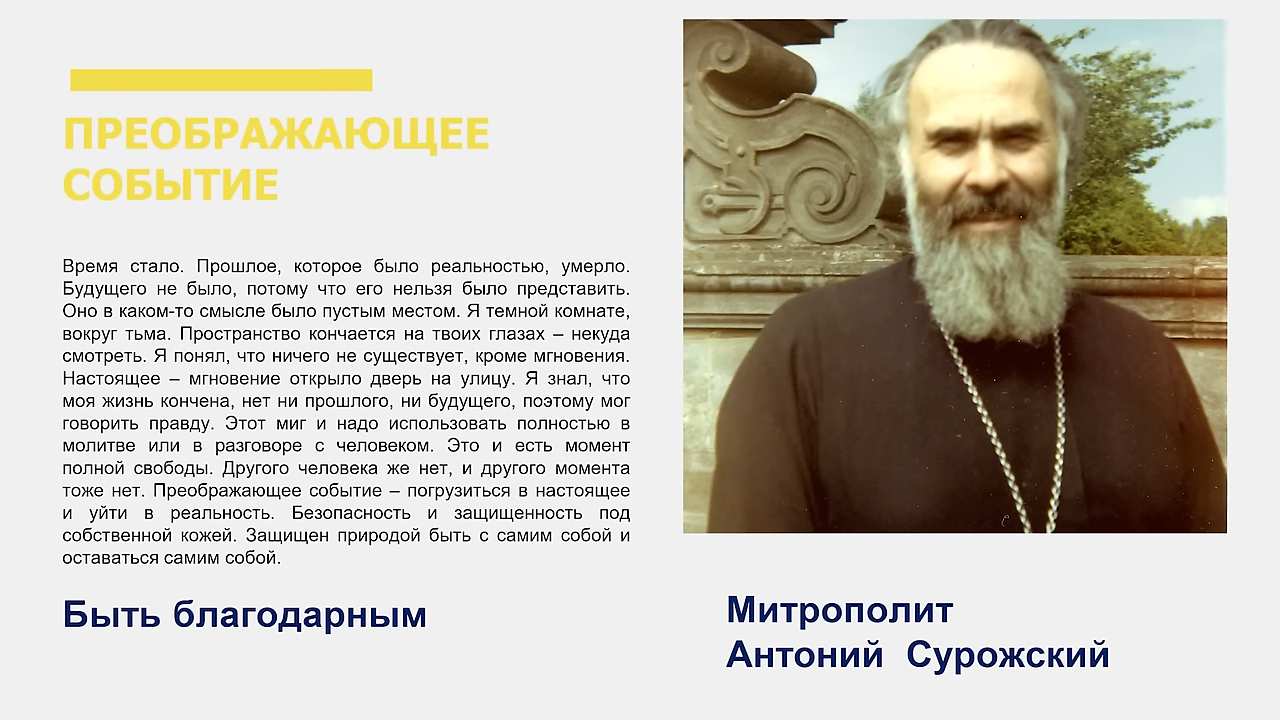 ПРЕОБРАЖАЮЩЕЕ
СОБЫТИЕ
Время стало. Прошлое, которое было реальностью, умерло.
Будущего не было, потому что его нельзя было представить.
Оно в каком-то смысле было пустым местом. Я темной комнате,
вокруг тьма. Пространство кончается на твоих глазах – некуда
смотреть. Я понял, что ничего не существует, кроме мгновения.
Настоящее – мгновение открыло дверь на улицу. Я знал, что
моя жизнь кончена, нет ни прошлого, ни будущего, поэтому мог
говорить правду. Этот миг и надо использовать полностью в
молитве или в разговоре с человеком. Это и есть момент
полной свободы. Другого человека же нет, и другого момента
тоже нет. Преображающее событие – погрузиться в настоящее
и уйти в реальность. Безопасность и защищенность под
собственной кожей. Защищен природой быть с самим собой и
оставаться самим собой.
Быть благодарным
Митрополит
Антоний Сурожский